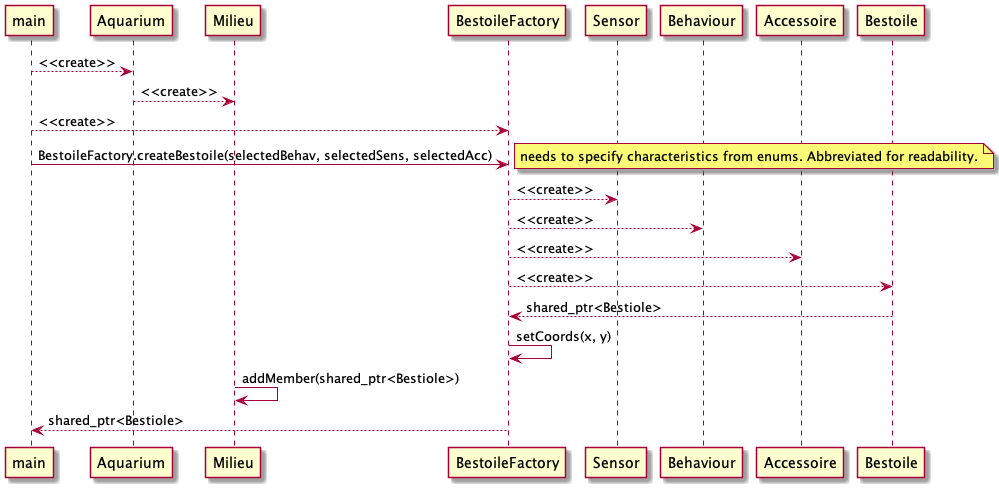 main Aquarium Milieu BestoileFactory Sensor Behaviour Accessoire Bestoile
<<create>>
<<create>>
<<create>>
BestoileFactory.createBestoile(selectedBehav, selectedSens, selectedAcc) needs to specify characteristics from enums. Abbreviated for readability.
<<create>>
<<create>>
<<create>>
<<create>>
shared_ptr<Bestiole>
setCoords(x, y)
addMember(shared_ptr<Bestiole>)
shared_ptr<Bestiole>
main Aquarium Milieu BestoileFactory Sensor Behaviour Accessoire Bestoile